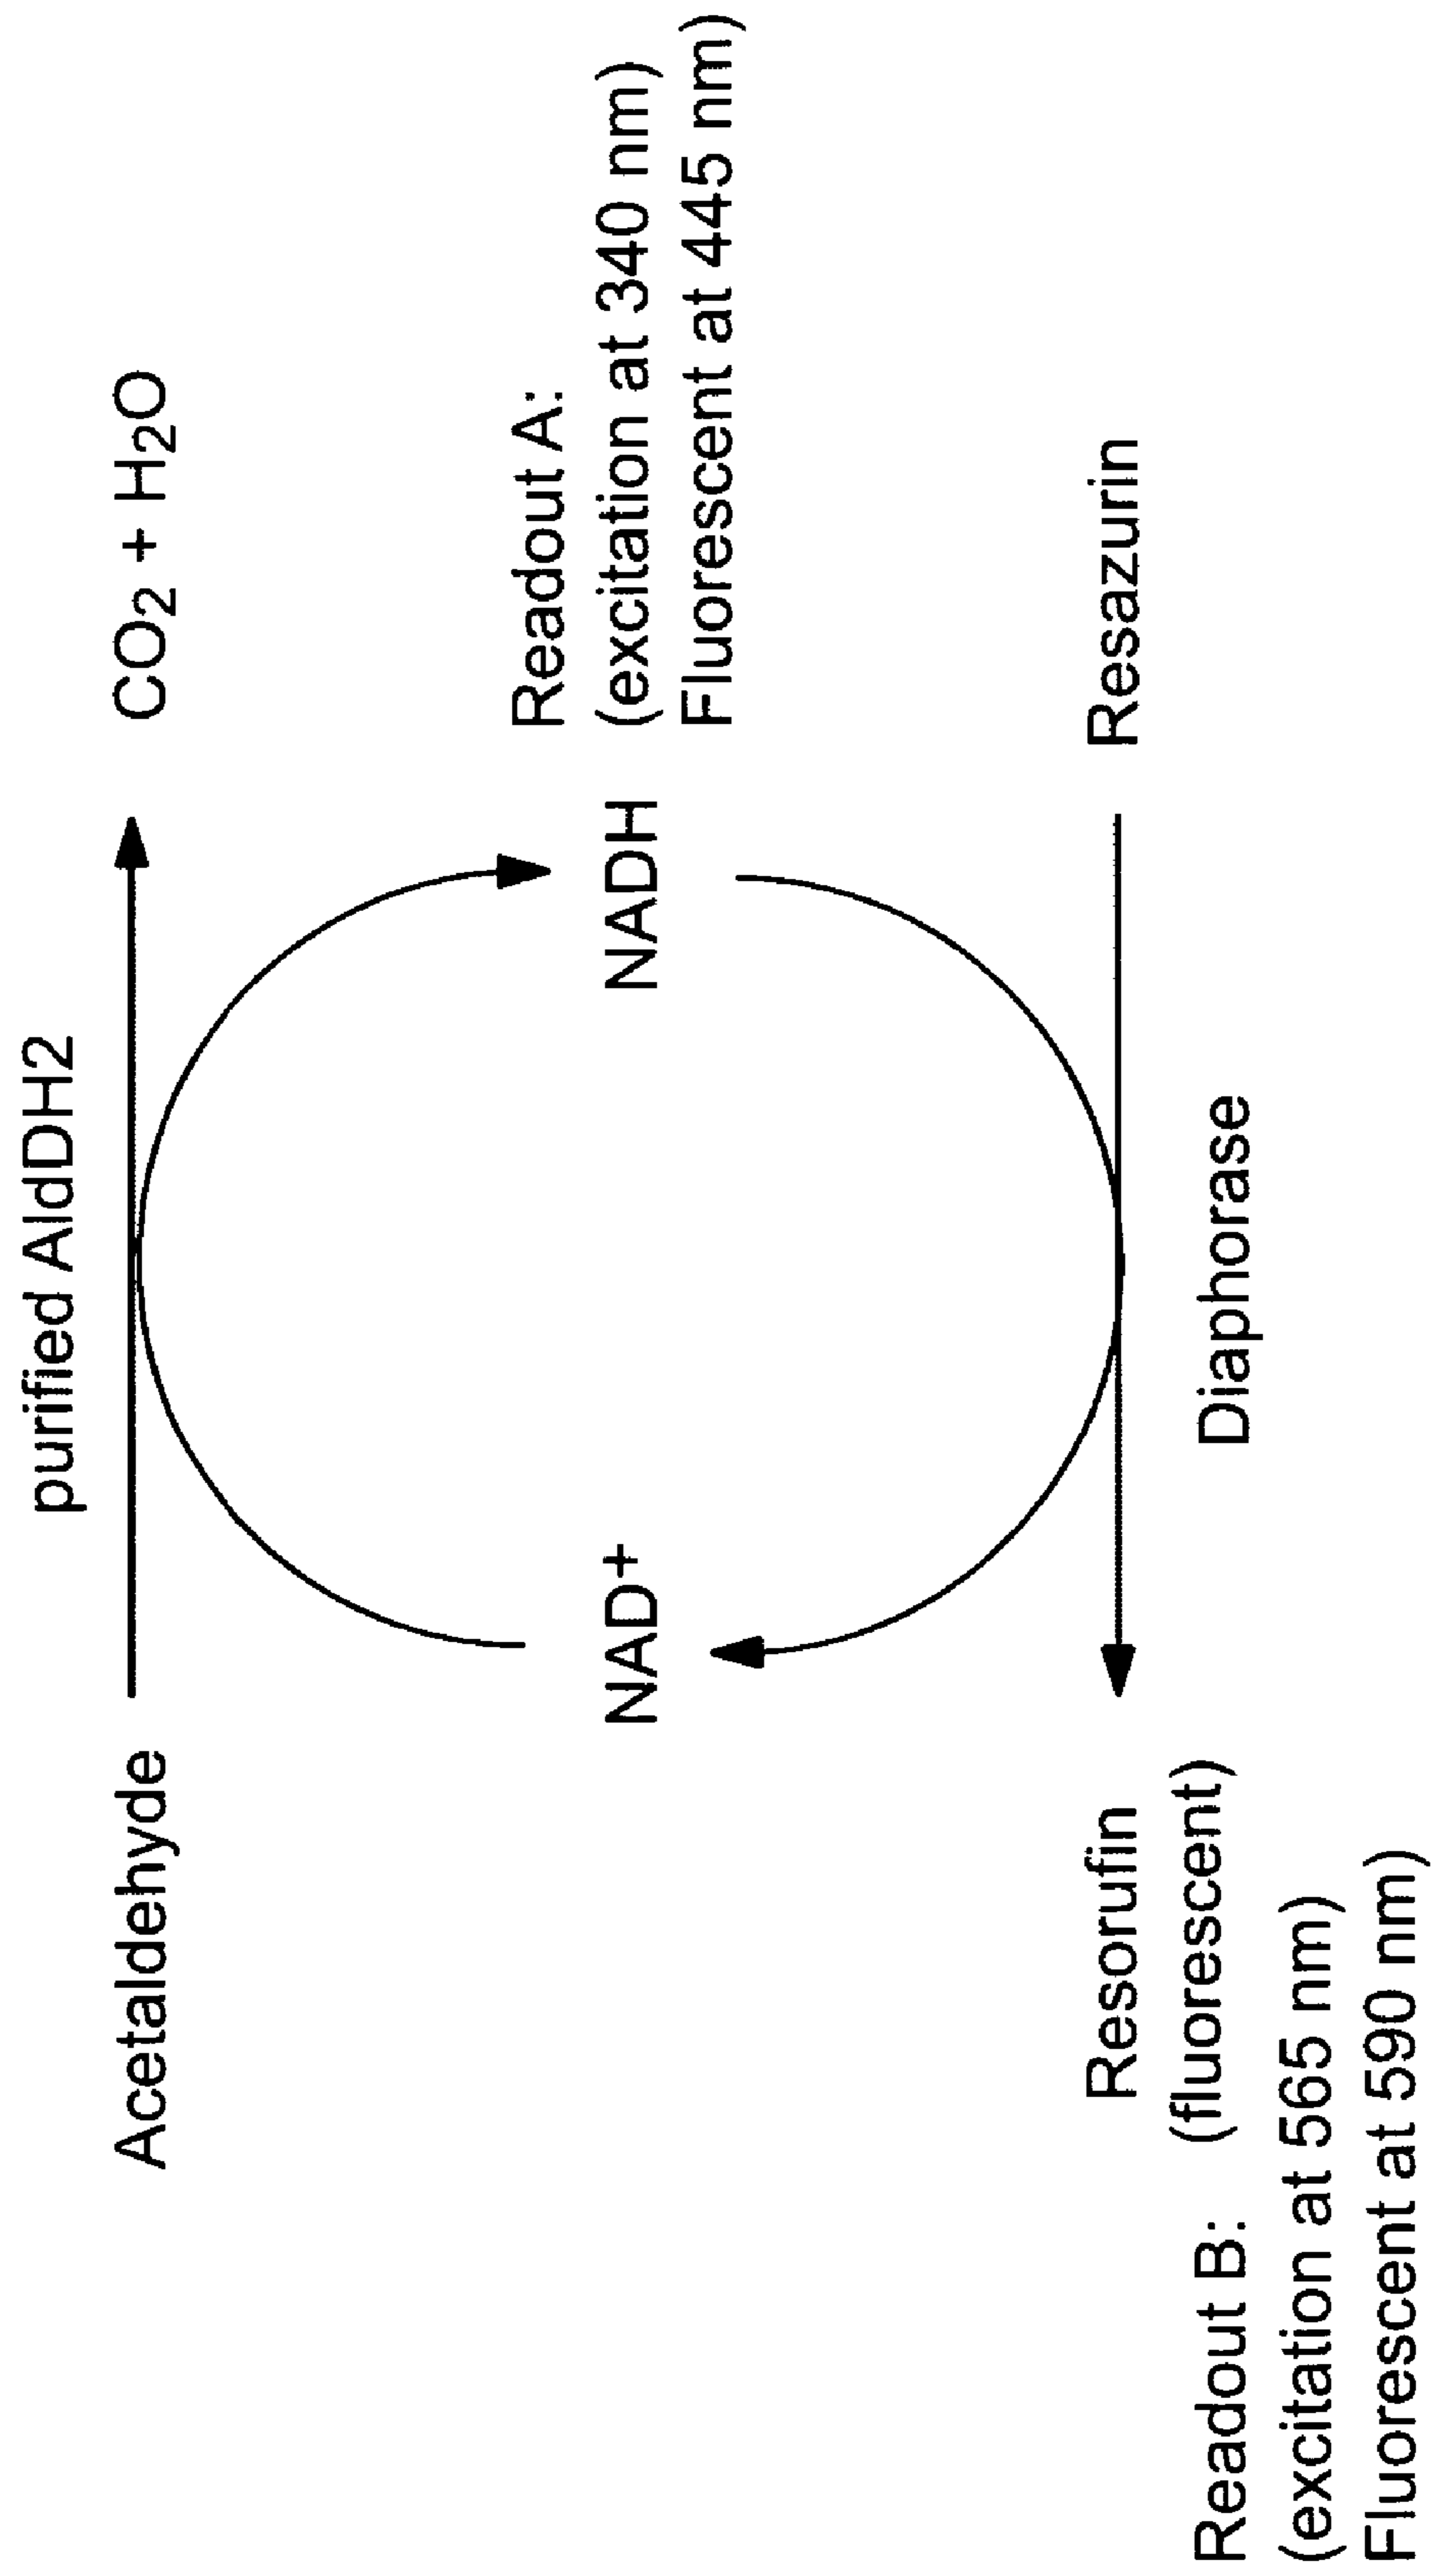 purified AldDH2
Acetaldehyde
CO2 + H2O
Readout A:
NAD+
NADH
(excitation at 340 nm)
Fluorescent at 445 nm)
Resorufin
Resazurin
Readout B:
(fluorescent)
Diaphorase
(excitation at 565 nm)
Fluorescent at 590 nm)